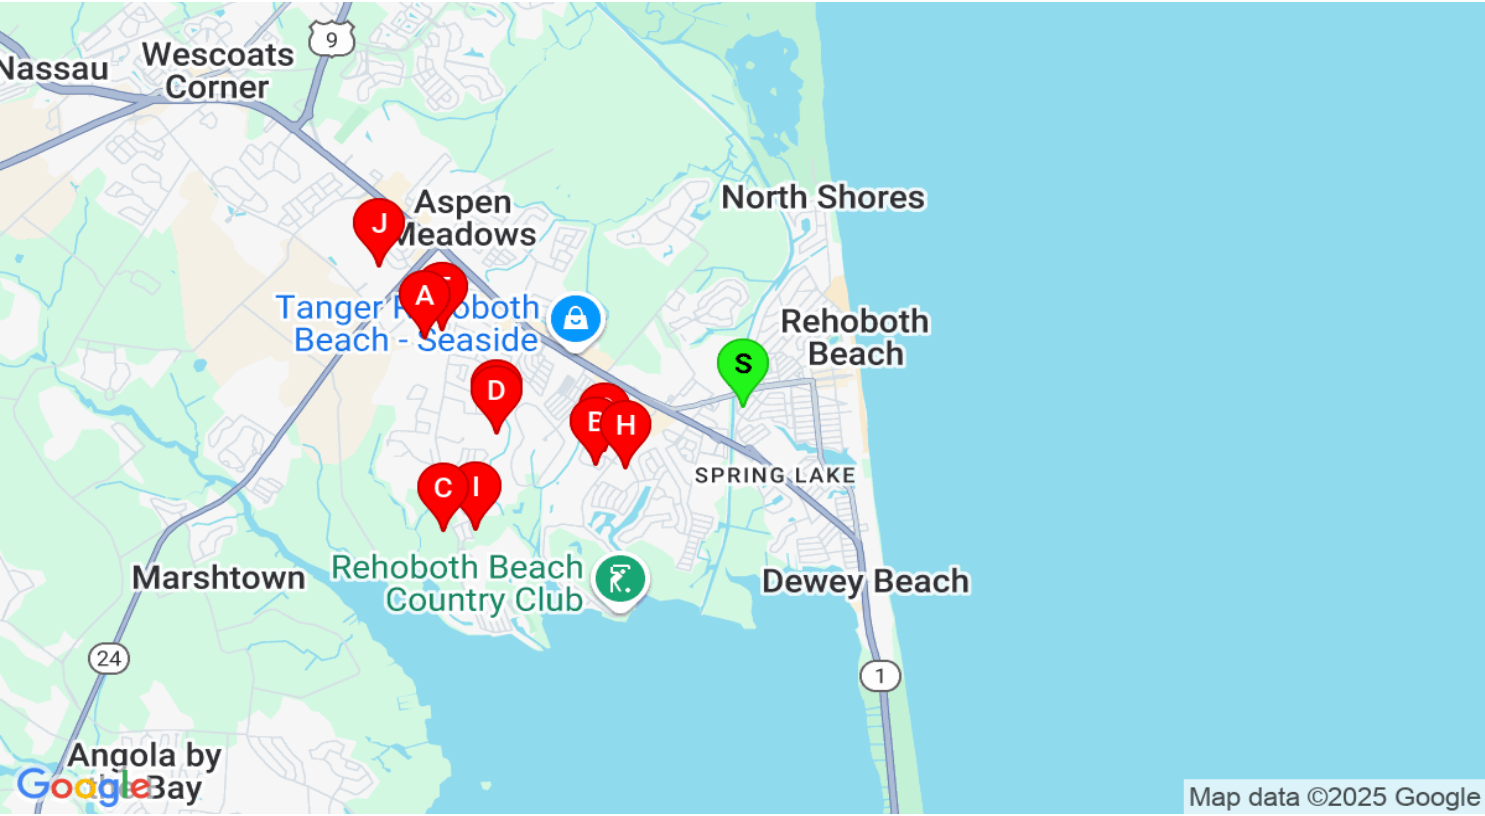 9
Wescoats
Corner
Nassau
Aspen
Meadows
North Shores
J
A
Tanger
Beach - Seaside
Rehoboth
Beach
S
D
H
C
I
SPRING LAKE
Rehoboth Beach
Country Club
Marshtown
Dewey Beach
24
1
Angola by
Bay
Google
Map data ©2025 Google